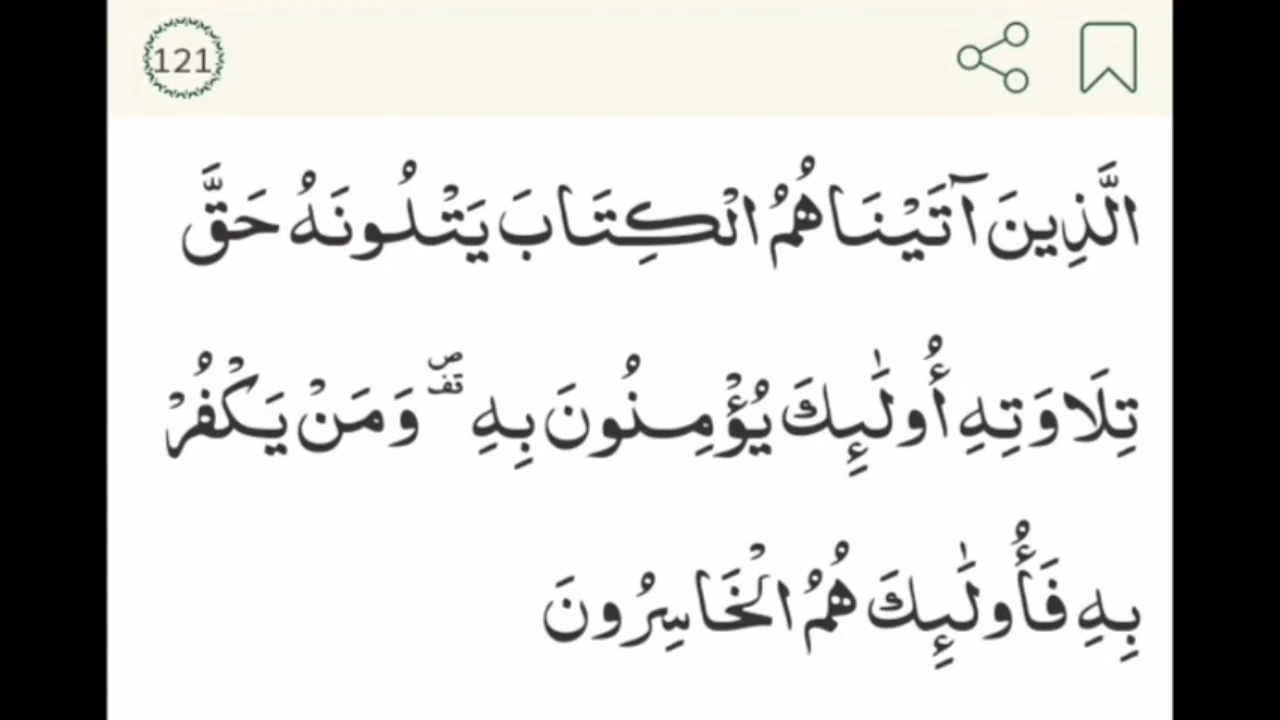 121
الَّذِينَ آتَيْنَاهُمُ الْكِتَابَ يَتْلُونَهُ حَقَّ
تِلَاوَتِهِ أُولَٰئِكَ يُؤْمِنُونَ بِهِ ۗ وَمَنْ يَكْفُرْ
بِهِ فَأُولَٰئِكَ هُمُ الْخَاسِرُونَ